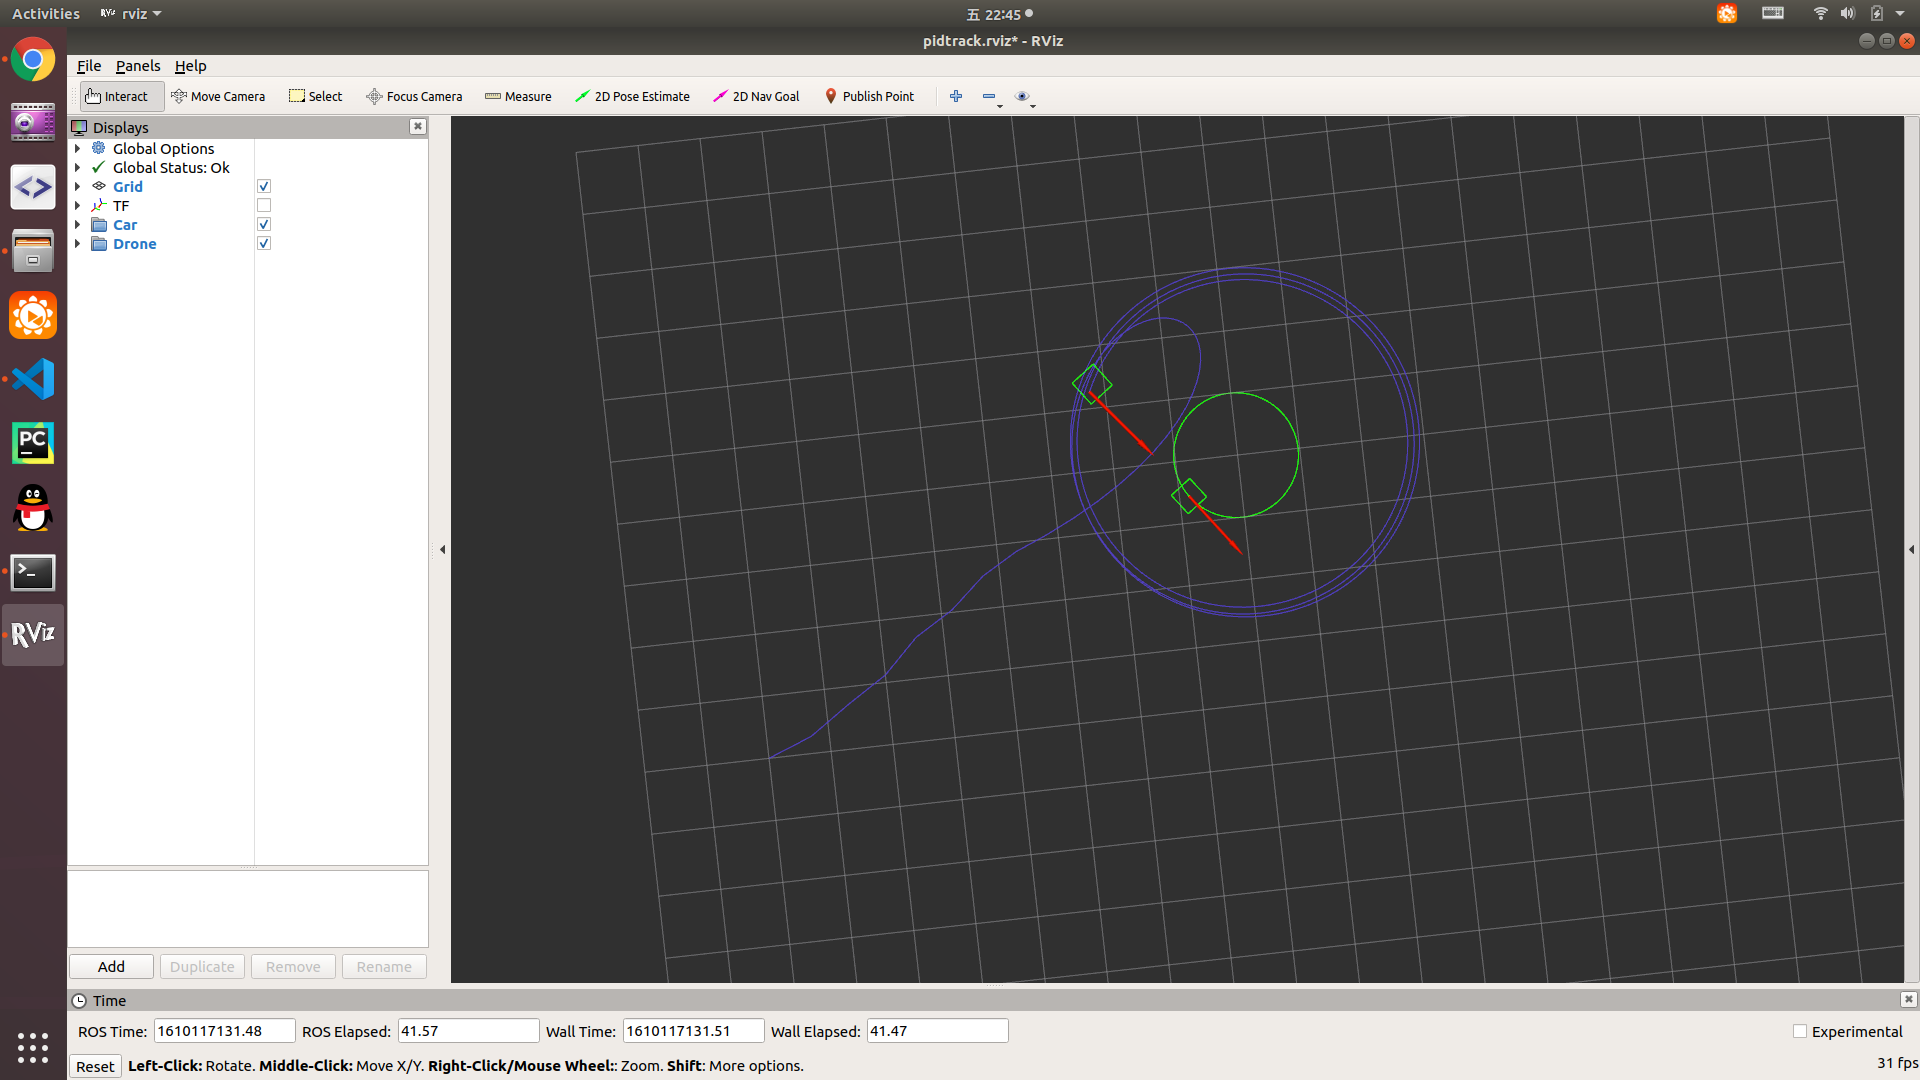 Activities RViz rviz 五 22:45
pidtrack.rviz* - RViz
File Panels Help
Interact Move Camera Select Focus Camera Measure 2D Pose Estimate 2D Nav Goal Publish Point
Displays
Global Options
Global Status: Ok
Grid
TF
Car
Drone
PC
RViz
Add Duplicate Remove Rename
Time
ROS Time: 1610117131.48 ROS Elapsed: 41.57 Wall Time: 1610117131.51 Wall Elapsed: 41.47 Experimental
Reset Left-Click: Rotate. Middle-Click: Move X/Y. Right-Click/Mouse Wheel:: Zoom. Shift: More options. 31 fps